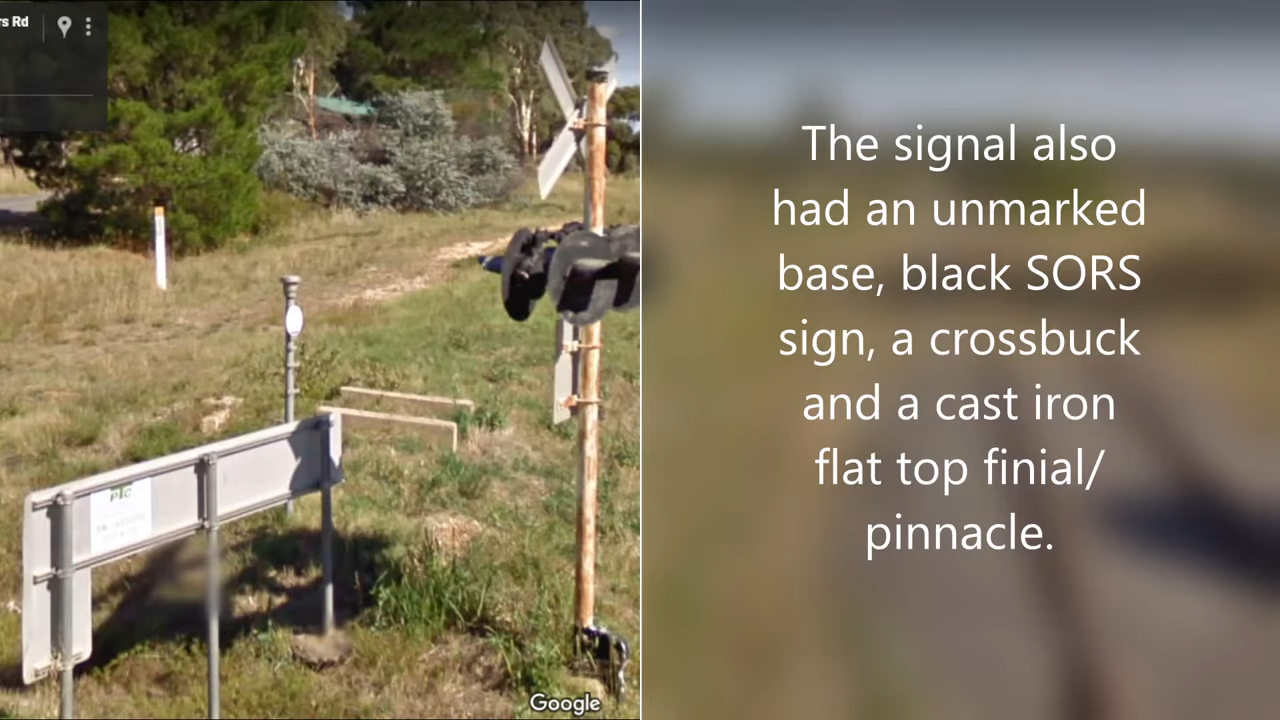 rs Rd
The signal also
had an unmarked
base, black SORS
sign, a crossbuck
and a cast iron
flat top finial/
pinnacle.
PTC
Google